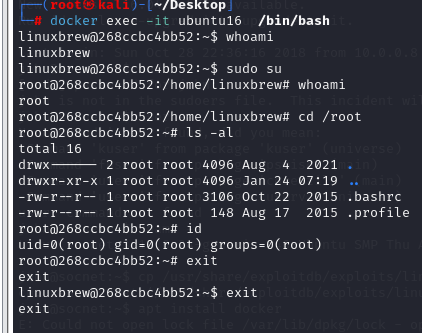 ┌──(root㉿kali)-[~/Desktop]
└─# docker exec -it ubuntu16  /bin/bash
linuxbrew@268ccbc4bb52:~$ whoami
linuxbrew
linuxbrew@268ccbc4bb52:~$ sudo su
root@268ccbc4bb52:/home/linuxbrew# whoami
root
root@268ccbc4bb52:/home/linuxbrew# cd /root
root@268ccbc4bb52:~# ls -al
total 16
drwx------ 1 root root 4096 Aug  4  2021 .
drwxr-xr-x 1 root root 4096 Jan 24 07:19 ..
-rw-r--r-- 1 root root 3106 Oct 22  2015 .bashrc
-rw-r--r-- 1 root root  148 Aug 17  2015 .profile
root@268ccbc4bb52:~# id
uid=0(root) gid=0(root) groups=0(root)
root@268ccbc4bb52:~# exit
exit
linuxbrew@268ccbc4bb52:~$ exit
exit